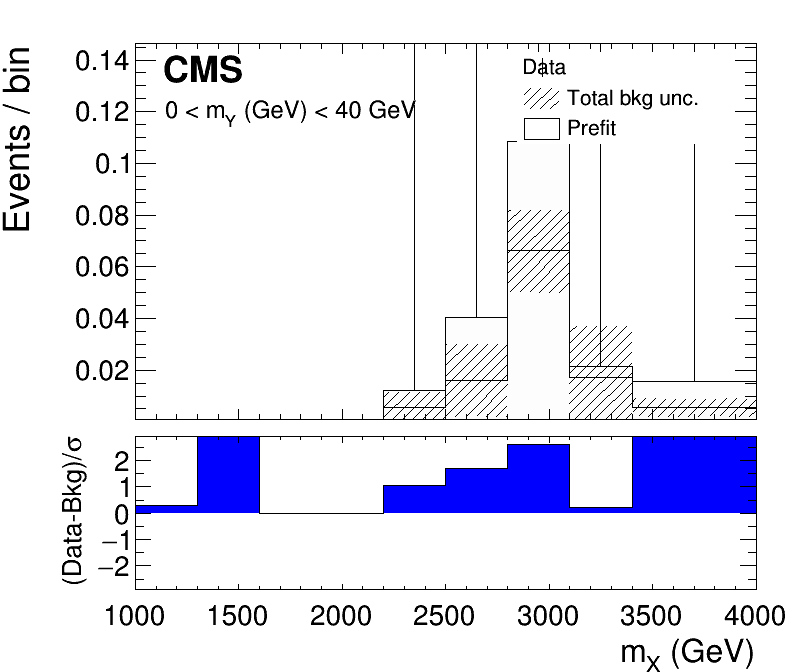 Events / bin
0.14
0.12
0.1
0.08
0.06
0.04
0.02
CMS
0 < mY (GeV) < 40 GeV
Data
Total bkg unc.
Prefit
(Data-Bkg)/σ
2
1
0
−1
−2
1000 1500 2000 2500 3000 3500 4000
mX (GeV)